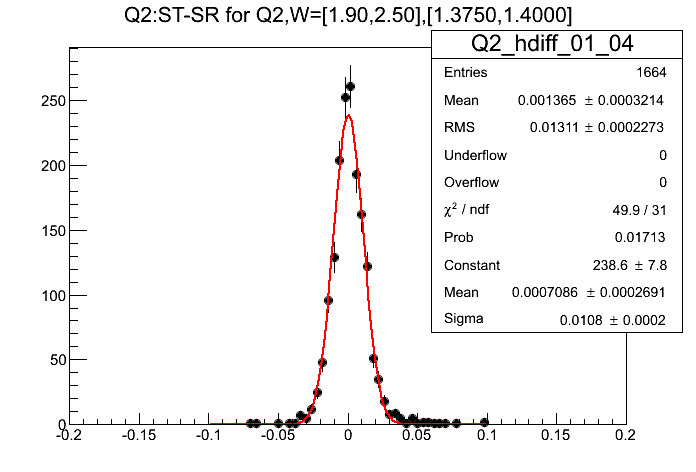 Q2:ST-SR for Q2,W=[1.90,2.50],[1.3750,1.4000]
Q2_hdiff_01_04
Entries 1664
Mean 0.001365 ± 0.0003214
RMS 0.01311 ± 0.0002273
Underflow 0
Overflow 0
χ² / ndf 49.9 / 31
Prob 0.01713
Constant 238.6 ± 7.8
Mean 0.0007086 ± 0.0002691
Sigma 0.0108 ± 0.0002
250
200
150
100
50
0
-0.2 -0.15 -0.1 -0.05 0 0.05 0.1 0.15 0.2